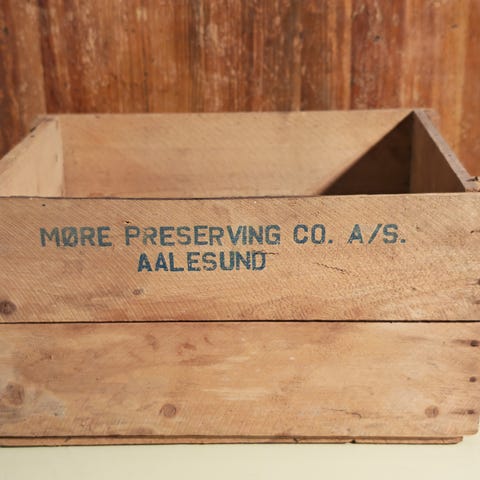 MØRE PRESERVING CO. A/S.
AALESUND